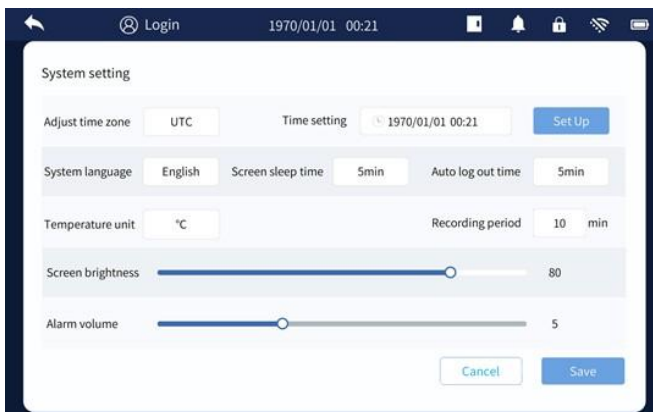 Login 1970/01/01 00:21
System setting
Adjust time zone UTC Time setting 1970/01/01 00:21 Set Up
System language English Screen sleep time 5min Auto log out time 5min
Temperature unit °C Recording period 10 min
Screen brightness 80
Alarm volume 5
Cancel Save